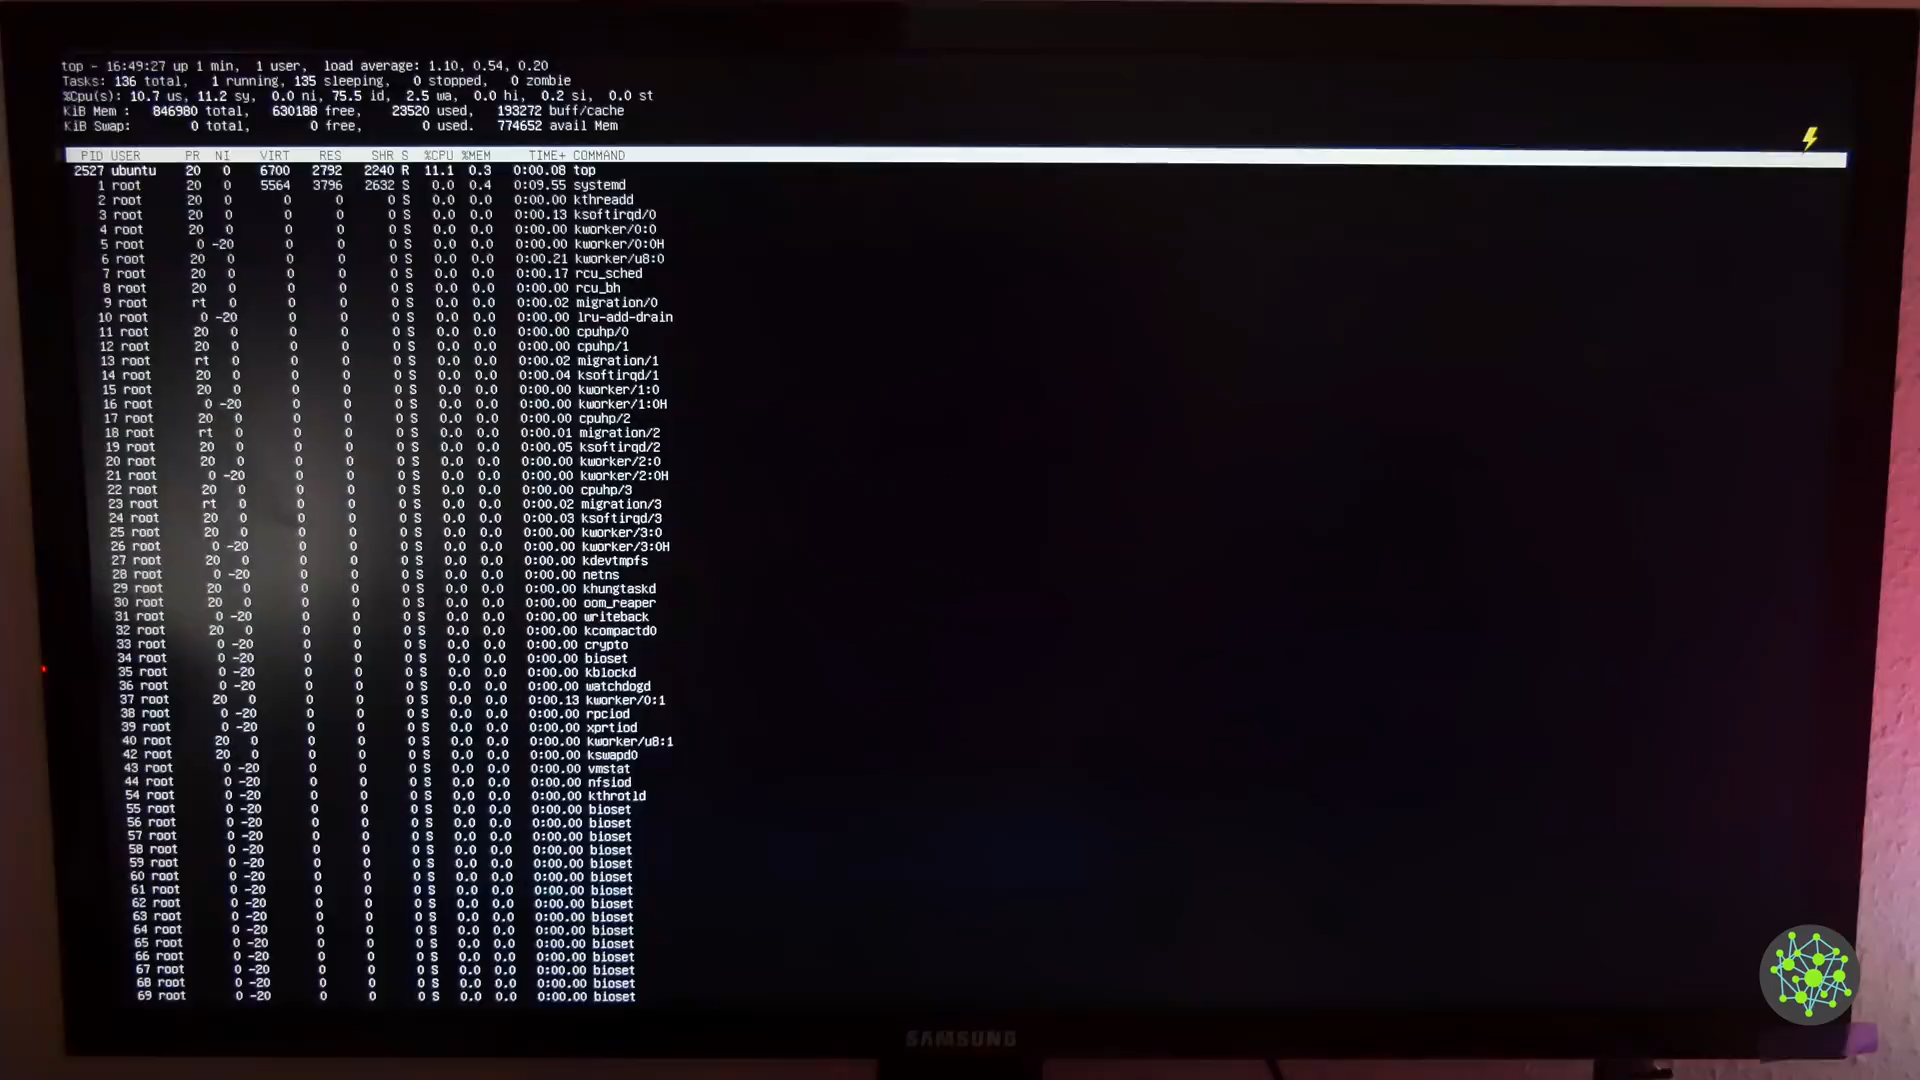 top - 16:49:27 up 1 min,  1 user,  load average: 1.10, 0.54, 0.20
Tasks: 136 total,   1 running, 135 sleeping,   0 stopped,   0 zombie
%Cpu(s): 10.7 us, 11.2 sy,  0.0 ni, 75.5 id,  2.5 wa,  0.0 hi,  0.2 si,  0.0 st
KiB Mem :   846980 total,   630188 free,    23520 used,   193272 buff/cache
KiB Swap:        0 total,        0 free,        0 used.   774652 avail Mem
PID USER PR NI VIRT RES SHR S %CPU %MEM TIME+ COMMAND
2527 ubuntu 20 0 6700 2792 2240 R 11.1 0.3 0:00.08 top
1 root 20 0 5564 3796 2632 S 0.0 0.4 0:09.55 systemd
2 root 20 0 0 0 0 S 0.0 0.0 0:00.00 kthreadd
3 root 20 0 0 0 0 S 0.0 0.0 0:00.13 ksoftirqd/0
4 root 20 0 0 0 0 S 0.0 0.0 0:00.00 kworker/0:0
5 root 0 -20 0 0 0 S 0.0 0.0 0:00.00 kworker/0:0H
6 root 20 0 0 0 0 S 0.0 0.0 0:00.21 kworker/u8:0
7 root 20 0 0 0 0 S 0.0 0.0 0:00.17 rcu_sched
8 root 20 0 0 0 0 S 0.0 0.0 0:00.00 rcu_bh
9 root rt 0 0 0 0 S 0.0 0.0 0:00.02 migration/0
10 root 0 -20 0 0 0 S 0.0 0.0 0:00.00 lru-add-drain
11 root 20 0 0 0 0 S 0.0 0.0 0:00.00 cpuhp/0
12 root 20 0 0 0 0 S 0.0 0.0 0:00.00 cpuhp/1
13 root rt 0 0 0 0 S 0.0 0.0 0:00.02 migration/1
14 root 20 0 0 0 0 S 0.0 0.0 0:00.04 ksoftirqd/1
15 root 20 0 0 0 0 S 0.0 0.0 0:00.00 kworker/1:0
16 root 0 -20 0 0 0 S 0.0 0.0 0:00.00 kworker/1:0H
17 root 20 0 0 0 0 S 0.0 0.0 0:00.00 cpuhp/2
18 root rt 0 0 0 0 S 0.0 0.0 0:00.01 migration/2
19 root 20 0 0 0 0 S 0.0 0.0 0:00.05 ksoftirqd/2
20 root 20 0 0 0 0 S 0.0 0.0 0:00.00 kworker/2:0
21 root 0 -20 0 0 0 S 0.0 0.0 0:00.00 kworker/2:0H
22 root 20 0 0 0 0 S 0.0 0.0 0:00.00 cpuhp/3
23 root rt 0 0 0 0 S 0.0 0.0 0:00.02 migration/3
24 root 20 0 0 0 0 S 0.0 0.0 0:00.03 ksoftirqd/3
25 root 20 0 0 0 0 S 0.0 0.0 0:00.00 kworker/3:0
26 root 0 -20 0 0 0 S 0.0 0.0 0:00.00 kworker/3:0H
27 root 20 0 0 0 0 S 0.0 0.0 0:00.00 kdevtmpfs
28 root 0 -20 0 0 0 S 0.0 0.0 0:00.00 netns
29 root 20 0 0 0 0 S 0.0 0.0 0:00.00 khungtaskd
30 root 20 0 0 0 0 S 0.0 0.0 0:00.00 oom_reaper
31 root 0 -20 0 0 0 S 0.0 0.0 0:00.00 writeback
32 root 20 0 0 0 0 S 0.0 0.0 0:00.00 kcompactd0
33 root 0 -20 0 0 0 S 0.0 0.0 0:00.00 crypto
34 root 0 -20 0 0 0 S 0.0 0.0 0:00.00 bioset
35 root 0 -20 0 0 0 S 0.0 0.0 0:00.00 kblockd
36 root 0 -20 0 0 0 S 0.0 0.0 0:00.00 watchdogd
37 root 20 0 0 0 0 S 0.0 0.0 0:00.13 kworker/0:1
38 root 0 -20 0 0 0 S 0.0 0.0 0:00.00 rpciod
39 root 0 -20 0 0 0 S 0.0 0.0 0:00.00 xprtiod
40 root 20 0 0 0 0 S 0.0 0.0 0:00.00 kworker/u8:1
42 root 20 0 0 0 0 S 0.0 0.0 0:00.00 kswapd0
43 root 0 -20 0 0 0 S 0.0 0.0 0:00.00 vmstat
44 root 0 -20 0 0 0 S 0.0 0.0 0:00.00 nfsiod
54 root 0 -20 0 0 0 S 0.0 0.0 0:00.00 kthrotld
55 root 0 -20 0 0 0 S 0.0 0.0 0:00.00 bioset
56 root 0 -20 0 0 0 S 0.0 0.0 0:00.00 bioset
57 root 0 -20 0 0 0 S 0.0 0.0 0:00.00 bioset
58 root 0 -20 0 0 0 S 0.0 0.0 0:00.00 bioset
59 root 0 -20 0 0 0 S 0.0 0.0 0:00.00 bioset
60 root 0 -20 0 0 0 S 0.0 0.0 0:00.00 bioset
61 root 0 -20 0 0 0 S 0.0 0.0 0:00.00 bioset
62 root 0 -20 0 0 0 S 0.0 0.0 0:00.00 bioset
63 root 0 -20 0 0 0 S 0.0 0.0 0:00.00 bioset
64 root 0 -20 0 0 0 S 0.0 0.0 0:00.00 bioset
65 root 0 -20 0 0 0 S 0.0 0.0 0:00.00 bioset
66 root 0 -20 0 0 0 S 0.0 0.0 0:00.00 bioset
67 root 0 -20 0 0 0 S 0.0 0.0 0:00.00 bioset
68 root 0 -20 0 0 0 S 0.0 0.0 0:00.00 bioset
69 root 0 -20 0 0 0 S 0.0 0.0 0:00.00 bioset
SAMSUNG